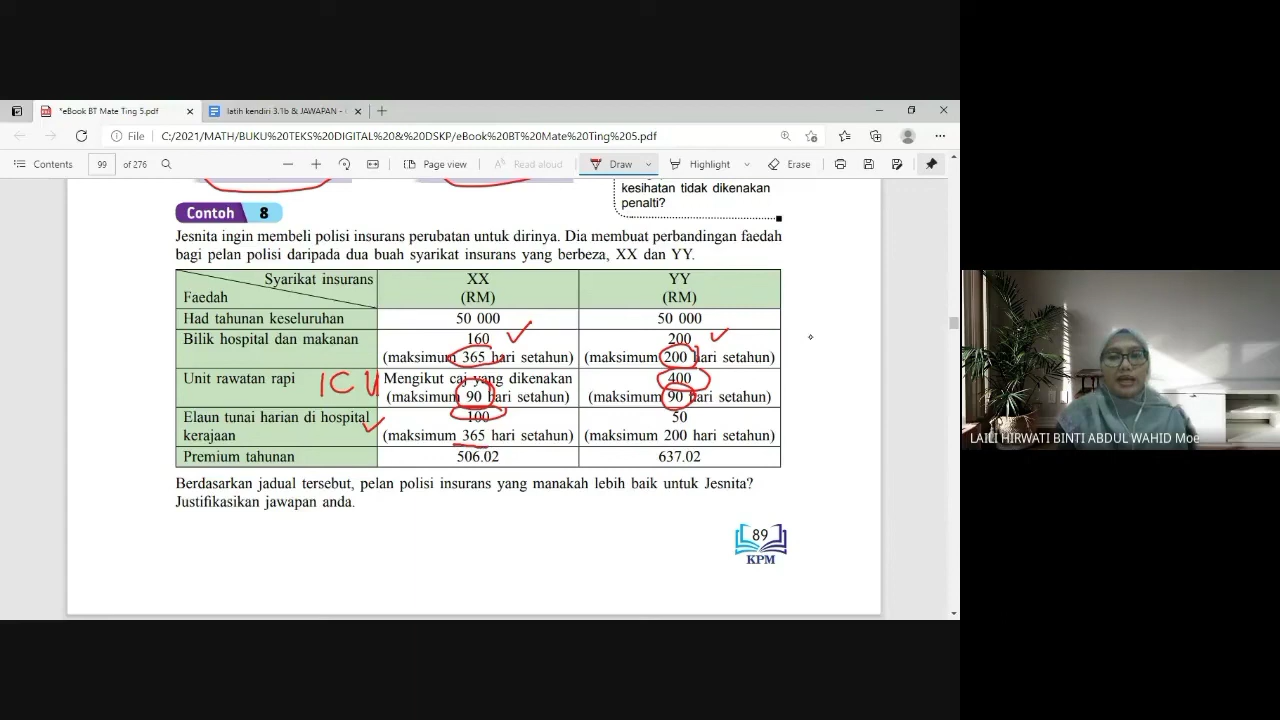 *eBook BT Mate Ting 5.pdf
latih kendiri 3.1b & JAWAPAN -
File
C:/2021/MATH/BUKU%20TEKS%20DIGITAL%20&%20DSKP/eBook%20BT%20Mate%20Ting%205.pdf
Contents
99
of 276
Page view
Read aloud
Draw
Highlight
Erase
kesihatan tidak dikenakan
penalti?
Contoh 8
Jesnita ingin membeli polisi insurans perubatan untuk dirinya. Dia membuat perbandingan faedah
bagi pelan polisi daripada dua buah syarikat insurans yang berbeza, XX dan YY.
Syarikat insurans
Faedah
XX
(RM)
YY
(RM)
Had tahunan keseluruhan
50 000
50 000
Bilik hospital dan makanan
160
(maksimum 365 hari setahun)
200
(maksimum 200 hari setahun)
Unit rawatan rapi
ICU
Mengikut caj yang dikenakan
(maksimum 90 hari setahun)
400
(maksimum 90 hari setahun)
Elaun tunai harian di hospital
kerajaan
100
(maksimum 365 hari setahun)
50
(maksimum 200 hari setahun)
Premium tahunan
506.02
637.02
Berdasarkan jadual tersebut, pelan polisi insurans yang manakah lebih baik untuk Jesnita?
Justifikasikan jawapan anda.
89
KPM
LAILI HIRWATI BINTI ABDUL WAHID Moe